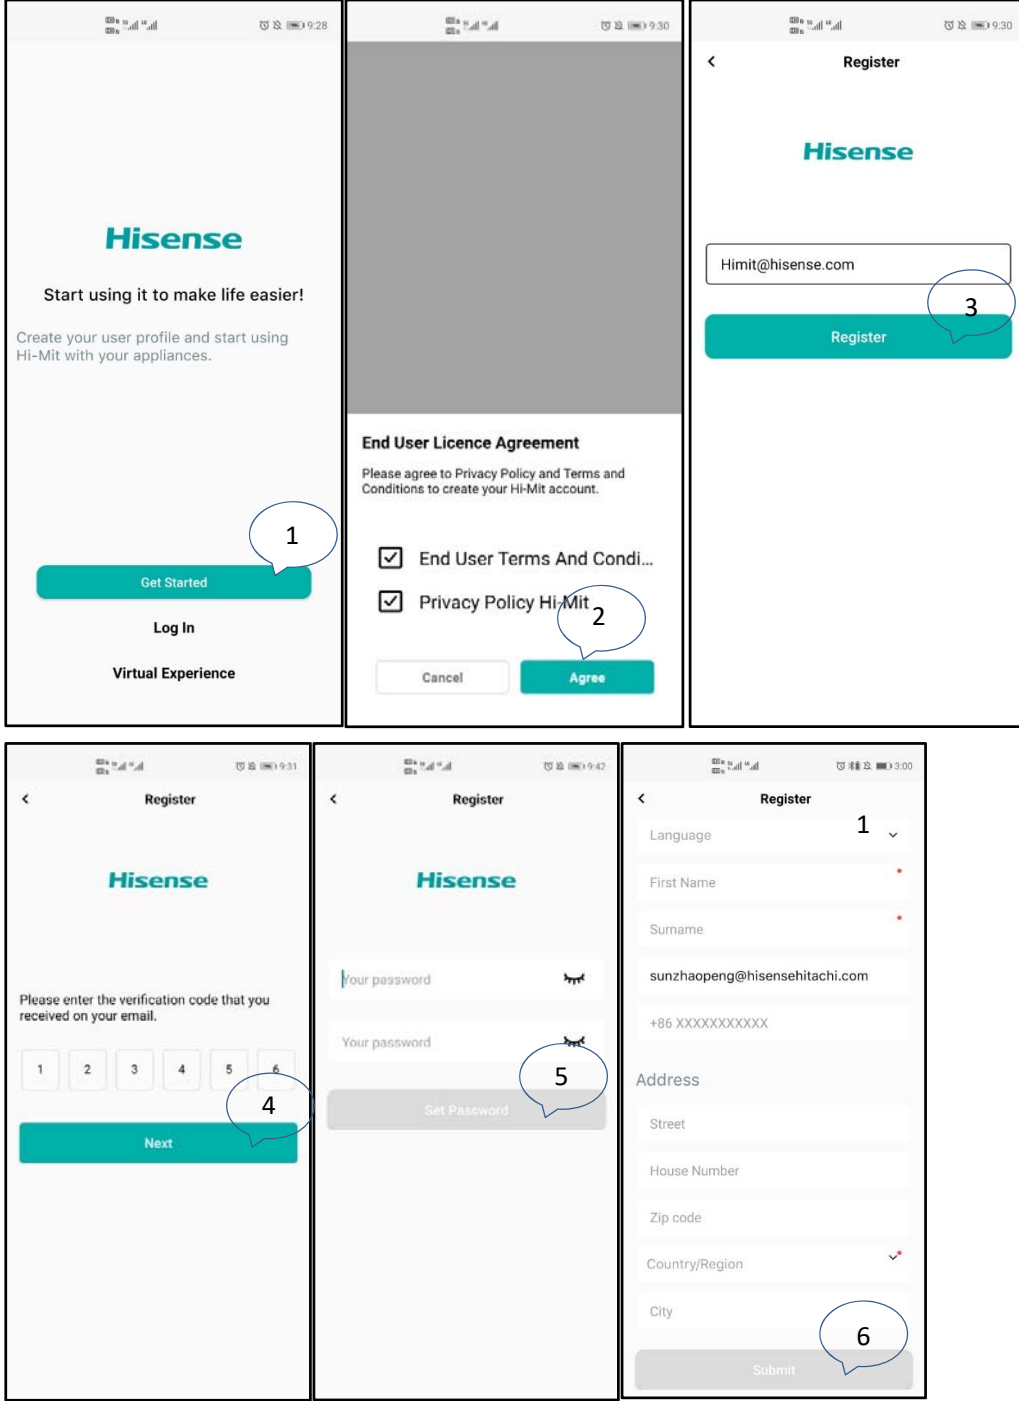 9:28
Hisense
Start using it to make life easier!
Create your user profile and start using
Hi-Mit with your appliances.
1
Get Started
Log In
Virtual Experience
9:30
End User Licence Agreement
Please agree to Privacy Policy and Terms and
Conditions to create your Hi-Mit account.
End User Terms And Condi...
Privacy Policy Hi-Mit
2
Cancel
Agree
9:30
Register
Hisense
Himit@hisense.com
3
Register
9:31
Register
Hisense
Please enter the verification code that you
received on your email.
1 2 3 4 5 6
4
Next
9:42
Register
Hisense
Your password
Your password
5
Set Password
3:00
Register
Language
1
First Name
Surname
sunzhaopeng@hisensehitachi.com
+86 XXXXXXXXXXX
Address
Street
House Number
Zip code
Country/Region
City
6
Submit